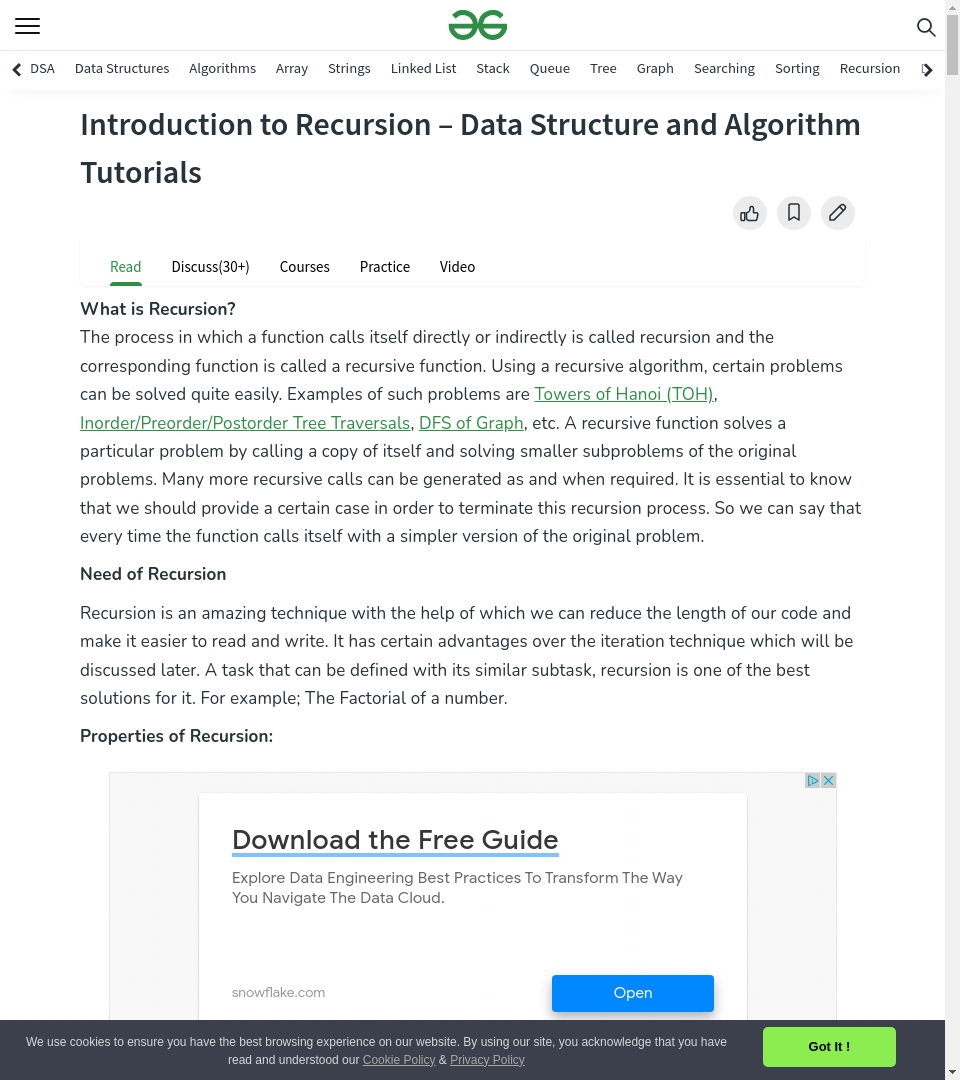 DSA Data Structures Algorithms Array Strings Linked List Stack Queue Tree Graph Searching Sorting Recursion
Introduction to Recursion – Data Structure and Algorithm
Tutorials
Read Discuss(30+) Courses Practice Video
What is Recursion?
The process in which a function calls itself directly or indirectly is called recursion and the
corresponding function is called a recursive function. Using a recursive algorithm, certain problems
can be solved quite easily. Examples of such problems are Towers of Hanoi (TOH),
Inorder/Preorder/Postorder Tree Traversals, DFS of Graph, etc. A recursive function solves a
particular problem by calling a copy of itself and solving smaller subproblems of the original
problems. Many more recursive calls can be generated as and when required. It is essential to know
that we should provide a certain case in order to terminate this recursion process. So we can say that
every time the function calls itself with a simpler version of the original problem.
Need of Recursion
Recursion is an amazing technique with the help of which we can reduce the length of our code and
make it easier to read and write. It has certain advantages over the iteration technique which will be
discussed later. A task that can be defined with its similar subtask, recursion is one of the best
solutions for it. For example; The Factorial of a number.
Properties of Recursion:
Download the Free Guide
Explore Data Engineering Best Practices To Transform The Way
You Navigate The Data Cloud.
snowflake.com Open
We use cookies to ensure you have the best browsing experience on our website. By using our site, you acknowledge that you have
read and understood our Cookie Policy & Privacy Policy
Got It !